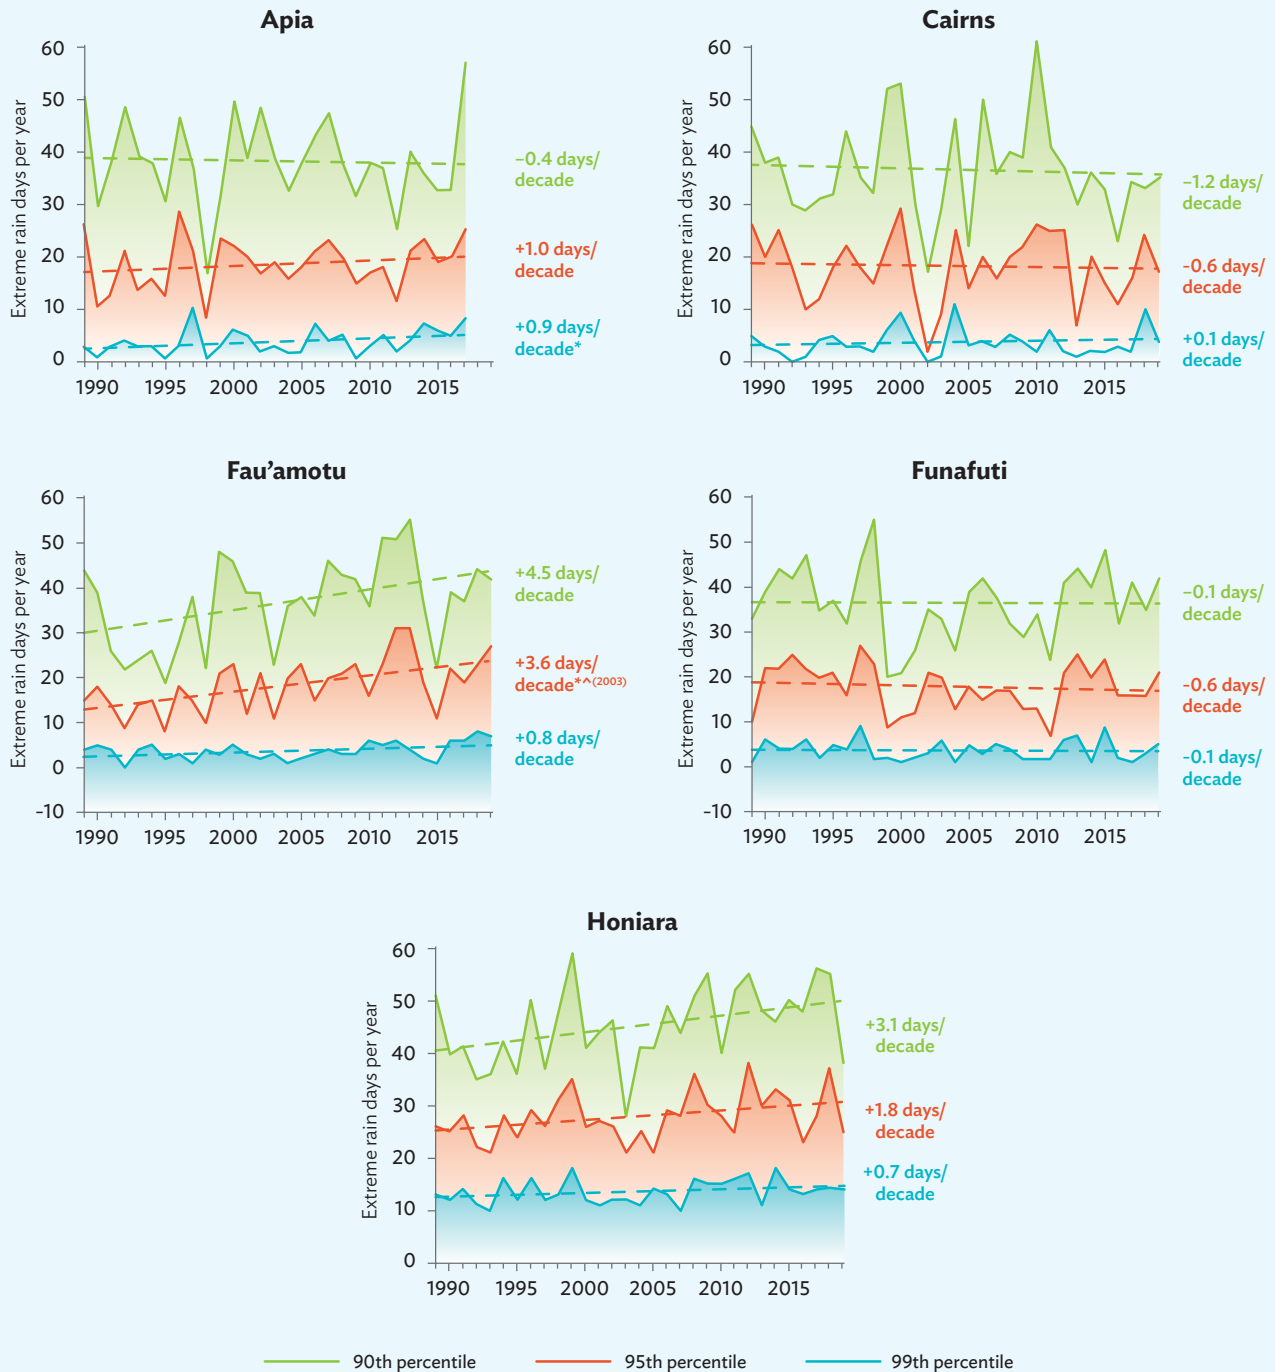 Apia
Extreme rain days per year
60
50
40
30
20
10
0
1990 1995 2000 2005 2010 2015
–0.4 days/
decade
+1.0 days/
decade
+0.9 days/
decade*
Cairns
Extreme rain days per year
60
50
40
30
20
10
0
1990 1995 2000 2005 2010 2015
–1.2 days/
decade
-0.6 days/
decade
+0.1 days/
decade
Fau’amotu
Extreme rain days per year
60
50
40
30
20
10
0
-10
1990 1995 2000 2005 2010 2015
+4.5 days/
decade
+3.6 days/
decade*^(2003)
+0.8 days/
decade
Funafuti
Extreme rain days per year
60
50
40
30
20
10
0
-10
1990 1995 2000 2005 2010 2015
–0.1 days/
decade
-0.6 days/
decade
-0.1 days/
decade
Honiara
Extreme rain days per year
60
50
40
30
20
10
0
1990 1995 2000 2005 2010 2015
+3.1 days/
decade
+1.8 days/
decade
+0.7 days/
decade
90th percentile 95th percentile 99th percentile